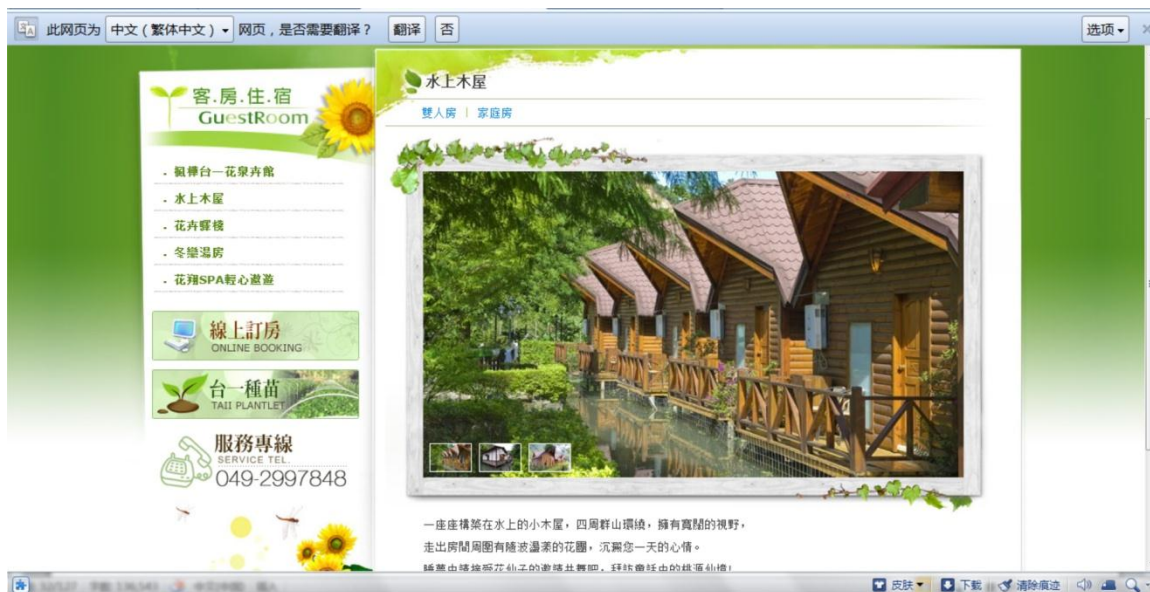 此网页为 中文(繁体中文) 网页,是否需要翻译? 翻译 否 选项
客.房.住.宿
GuestRoom
楓樺台一花泉卉館
水上木屋
花卉驛棧
冬戀温房
花翔SPA輕心遨遊
線上訂房
ONLINE BOOKING
台一種苗
TAII PLANTLET
服務專線
SERVICE TEL.
049-2997848
水上木屋
雙人房 | 家庭房
一座座構築在水上的小木屋,四周群山環繞,擁有寬闊的視野,
走出房間周圍有隨波盪漾的花圃,沉澱您一天的心情。
皮肤 下载 清除痕迹